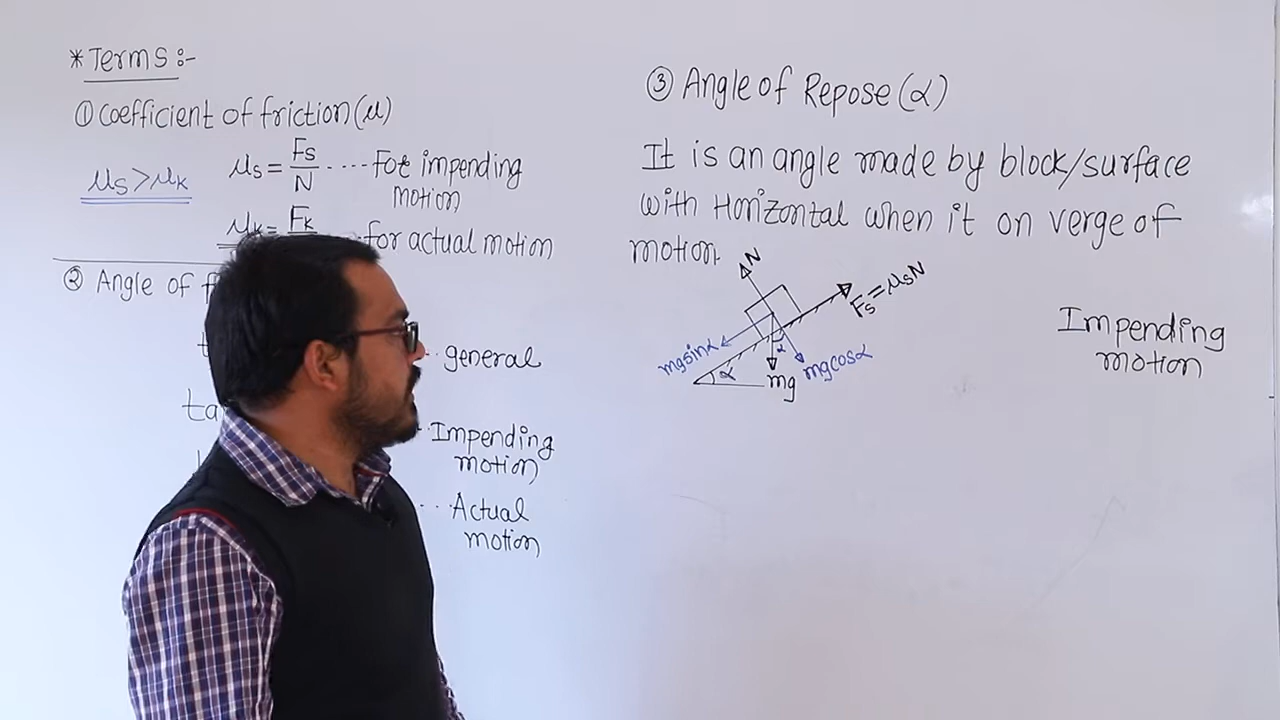 * Terms :-
① Coefficient of friction (μ)
μs > μk
μs = Fs/N ---- For impending
motion
μk = Fk
for actual motion
② Angle of
general
Impending
motion
Actual
motion
③ Angle of Repose (α)
It is an angle made by block/surface
with Horizontal when it on verge of
motion.
N
Fs = μsN
mgsinα
α
α
mgcosα
mg
Impending
motion